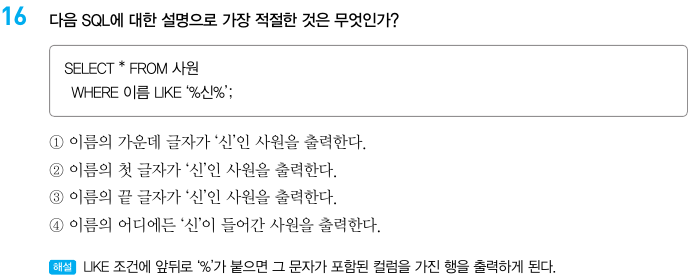 16 다음 SQL에 대한 설명으로 가장 적절한 것은 무엇인가?
SELECT * FROM 사원
WHERE 이름 LIKE ‘%신%’;
① 이름의 가운데 글자가 ‘신’인 사원을 출력한다.
② 이름의 첫 글자가 ‘신’인 사원을 출력한다.
③ 이름의 끝 글자가 ‘신’인 사원을 출력한다.
④ 이름의 어디에든 ‘신’이 들어간 사원을 출력한다.
해설 LIKE 조건에 앞뒤로 ‘%’가 붙으면 그 문자가 포함된 컬럼을 가진 행을 출력하게 된다.